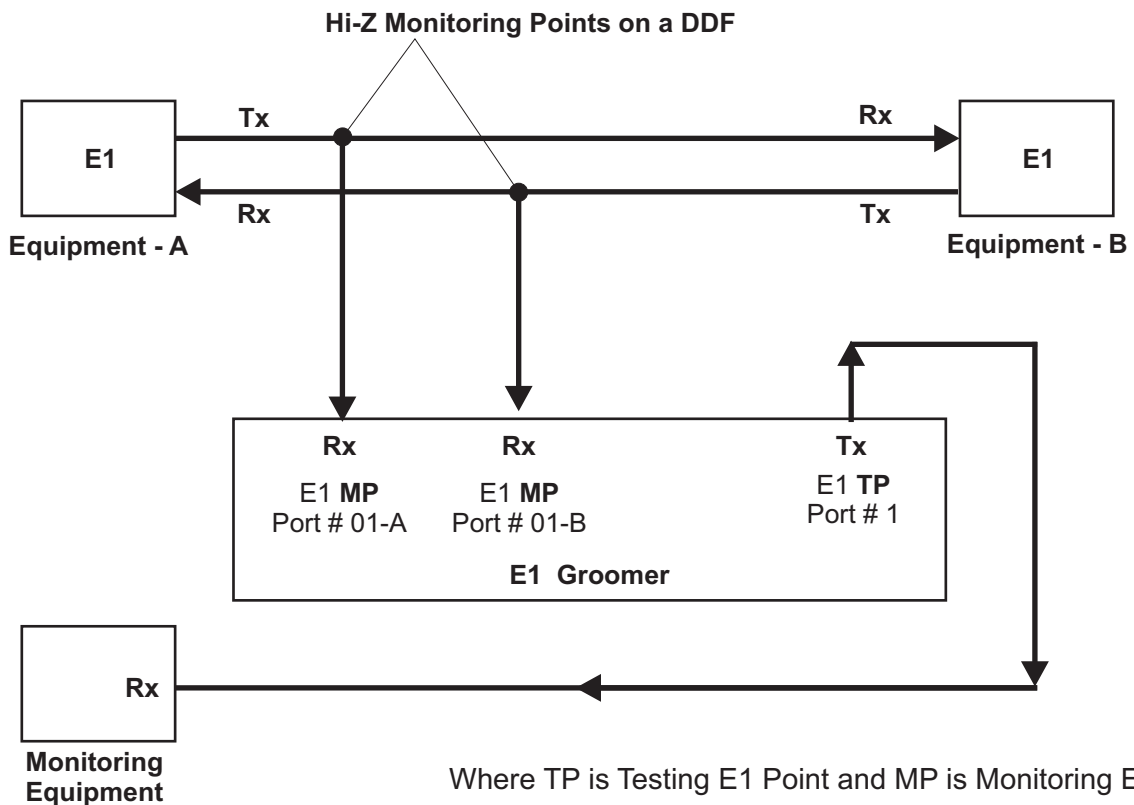 Hi-Z Monitoring Points on a DDF
Tx
Rx
E1
E1
Rx
Tx
Equipment - A
Equipment - B
Rx
Rx
Tx
E1 MP
E1 MP
E1 TP
Port # 01-A
Port # 01-B
Port # 1
E1 Groomer
Rx
Monitoring
Equipment
Where TP is Testing E1 Point and MP is Monitoring